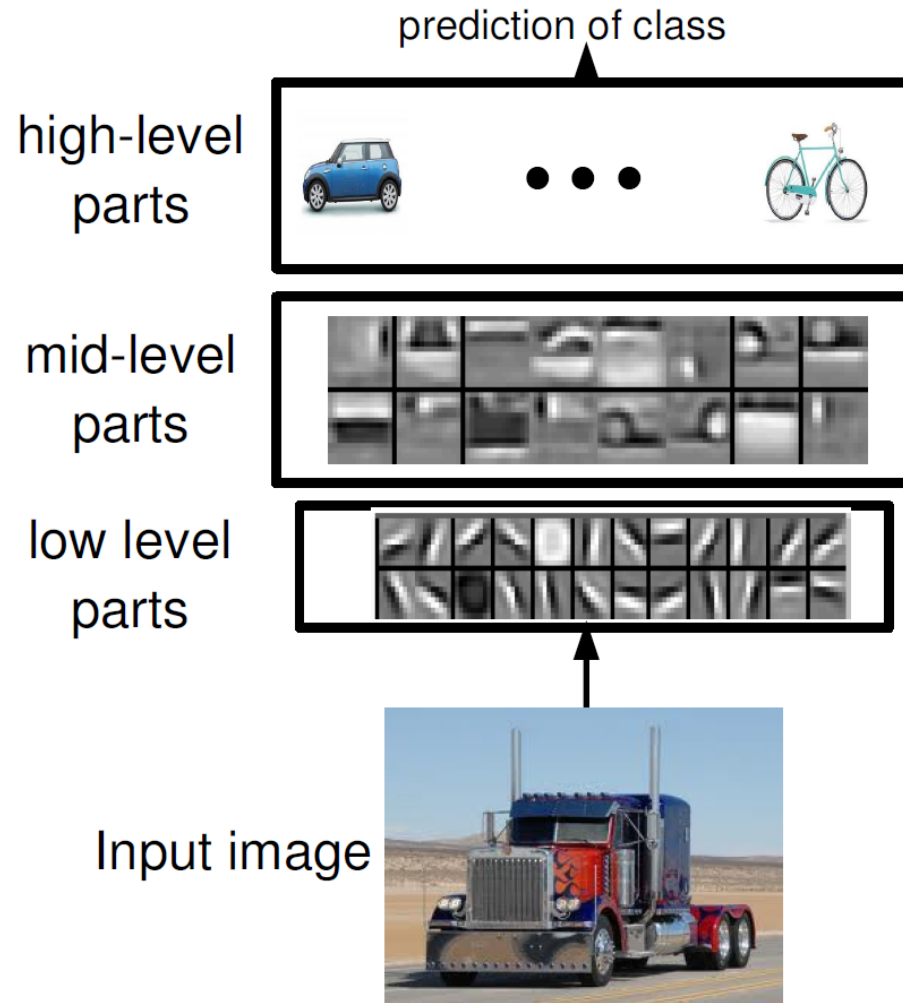 prediction of class
high-level
parts
mid-level
parts
low level
parts
Input image